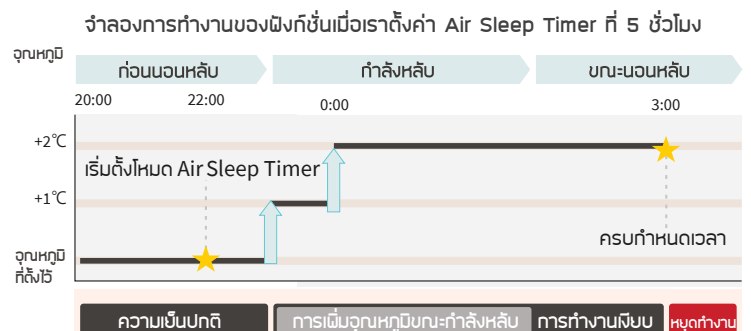 จำลองการทำงานของฟังก์ชั่นเมื่อเราตั้งค่า Air Sleep Timer ที่ 5 ชั่วโมง
อุณหภูมิ
ก่อนนอนหลับ กำลังหลับ ขณะนอนหลับ
20:00 22:00 0:00 3:00
+2°C
เริ่มตั้งโหมด Air Sleep Timer
+1°C
ครบกำหนดเวลา
อุณหภูมิ
ที่ตั้งไว้
ความเย็นปกติ การเพิ่มอุณหภูมิขณะกำลังหลับ การทำงานเงียบ หยุดทำงาน